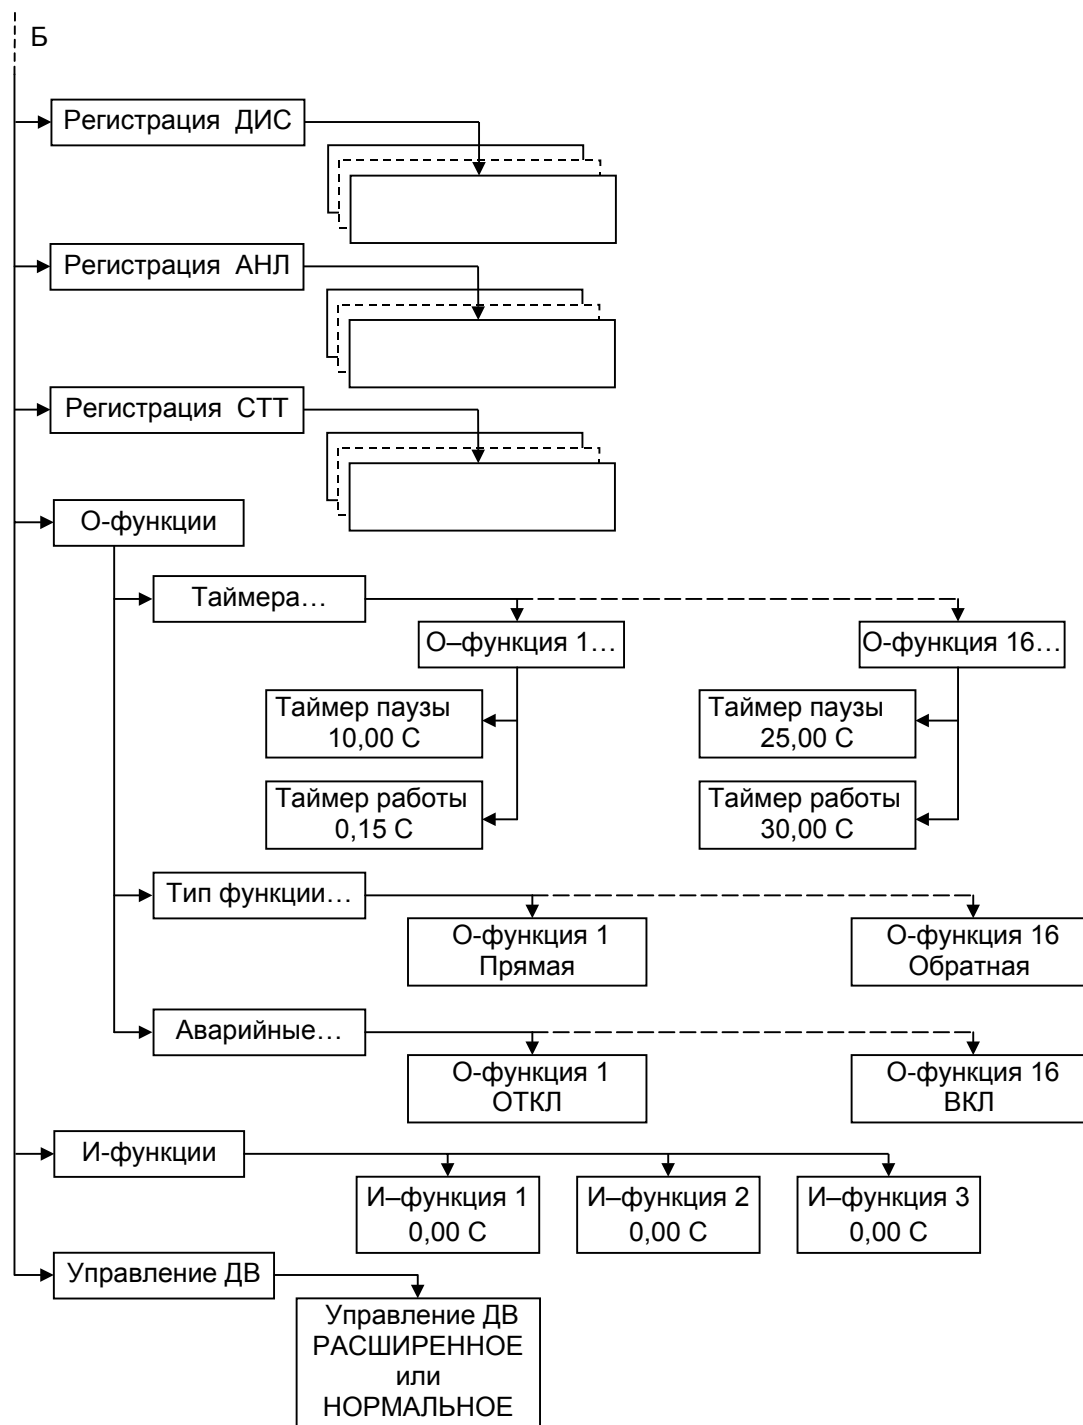 Б
Регистрация ДИС
Регистрация АНЛ
Регистрация СТТ
О-функции
Таймера…
О–функция 1…
О-функция 16…
Таймер паузы
10,00 С
Таймер паузы
25,00 С
Таймер работы
0,15 С
Таймер работы
30,00 С
Тип функции…
О-функция 1
Прямая
О-функция 16
Обратная
Аварийные…
О-функция 1
ОТКЛ
О-функция 16
ВКЛ
И-функции
И–функция 1
0,00 С
И–функция 2
0,00 С
И–функция 3
0,00 С
Управление ДВ
Управление ДВ
РАСШИРЕННОЕ
или
НОРМАЛЬНОЕ